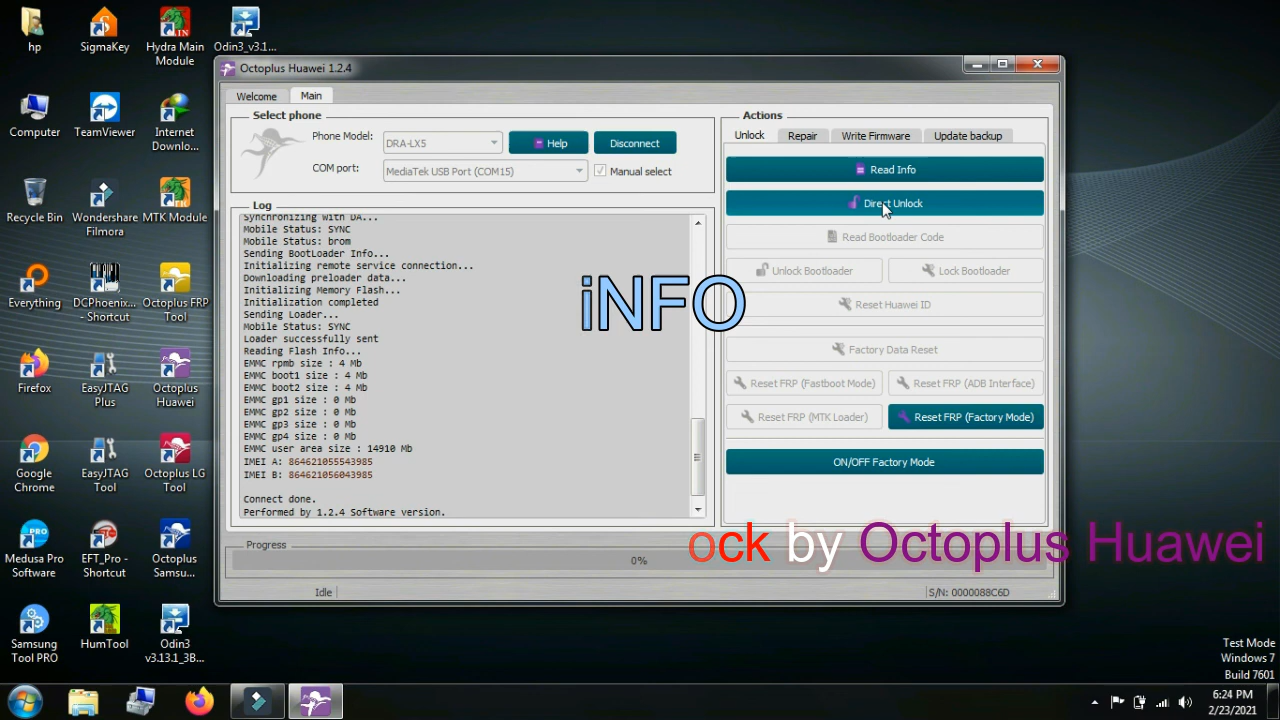 hp
SigmaKey
Hydra Main
Module
Odin3_v3.1...
Computer
TeamViewer
Internet
Downlo...
Recycle Bin
Wondershare
Filmora
MTK Module
Everything
DCPhoenix...
- Shortcut
Octoplus FRP
Tool
Firefox
EasyJTAG
Plus
Octoplus
Huawei
Google
Chrome
EasyJTAG
Tool
Octoplus LG
Tool
Medusa Pro
Software
EFT_Pro -
Shortcut
Octoplus
Samsu...
Samsung
Tool PRO
HumTool
Odin3
v3.13.1_3B...
Octoplus Huawei 1.2.4
Welcome
Main
Select phone
Phone Model:
DRA-LX5
Help
Disconnect
COM port:
MediaTek USB Port (COM15)
Manual select
Log
Synchronizing with DA...
Mobile Status: SYNC
Mobile Status: brom
Sending BootLoader Info...
Initializing remote service connection...
Downloading preloader data...
Initializing Memory Flash...
Initialization completed
Sending Loader...
Mobile Status: SYNC
Loader successfully sent
Reading Flash Info...
EMMC rpmb size : 4 Mb
EMMC boot1 size : 4 Mb
EMMC boot2 size : 4 Mb
EMMC gp1 size : 0 Mb
EMMC gp2 size : 0 Mb
EMMC gp3 size : 0 Mb
EMMC gp4 size : 0 Mb
EMMC user area size : 14910 Mb
IMEI A: 864621055543985
IMEI B: 864621056043985
Connect done.
Performed by 1.2.4 Software version.
Actions
Unlock
Repair
Write Firmware
Update backup
Read Info
Direct Unlock
Read Bootloader Code
Unlock Bootloader
Lock Bootloader
Reset Huawei ID
Factory Data Reset
Reset FRP (Fastboot Mode)
Reset FRP (ADB Interface)
Reset FRP (MTK Loader)
Reset FRP (Factory Mode)
ON/OFF Factory Mode
iNFO
ock by Octoplus Huawei
Progress
0%
Idle
S/N: 0000088C6D
Test Mode
Windows 7
Build 7601
6:24 PM
2/23/2021